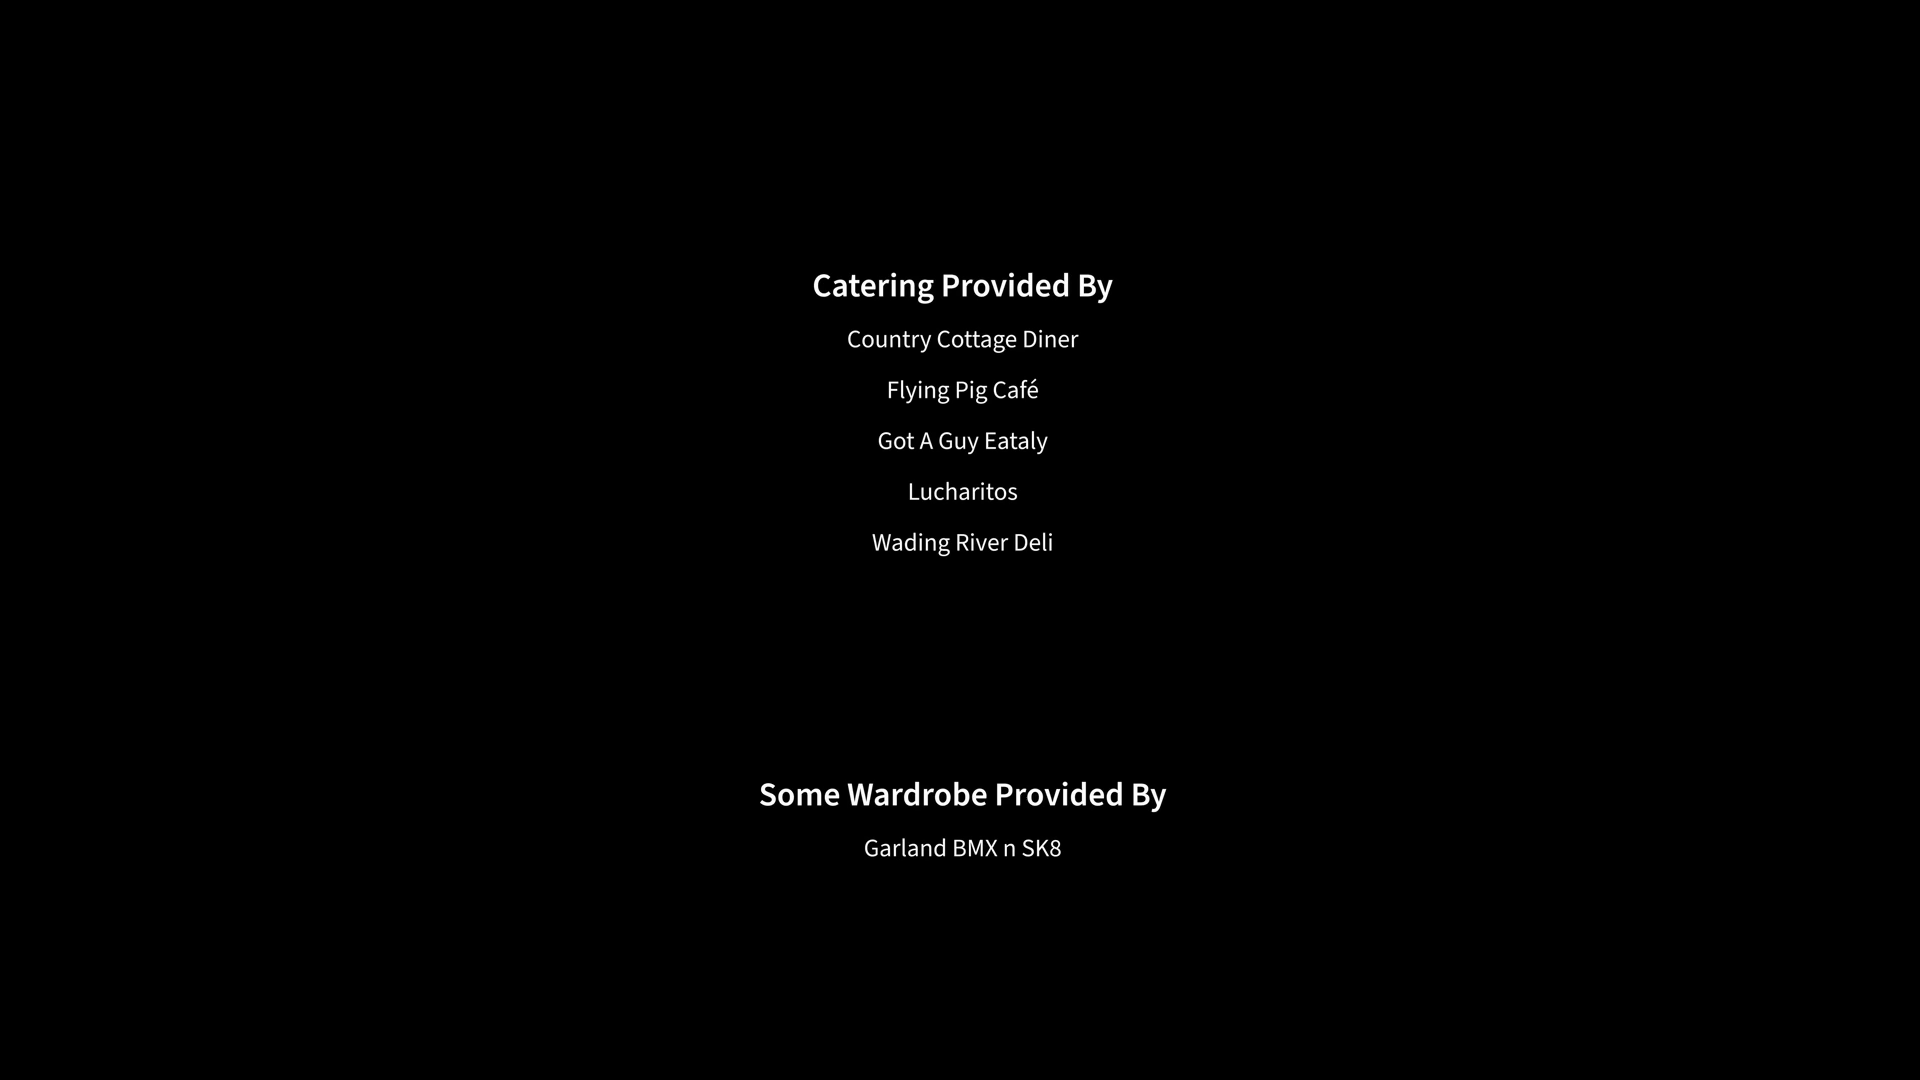 Catering Provided By
Country Cottage Diner
Flying Pig Café
Got A Guy Eataly
Lucharitos
Wading River Deli
Some Wardrobe Provided By
Garland BMX n SK8